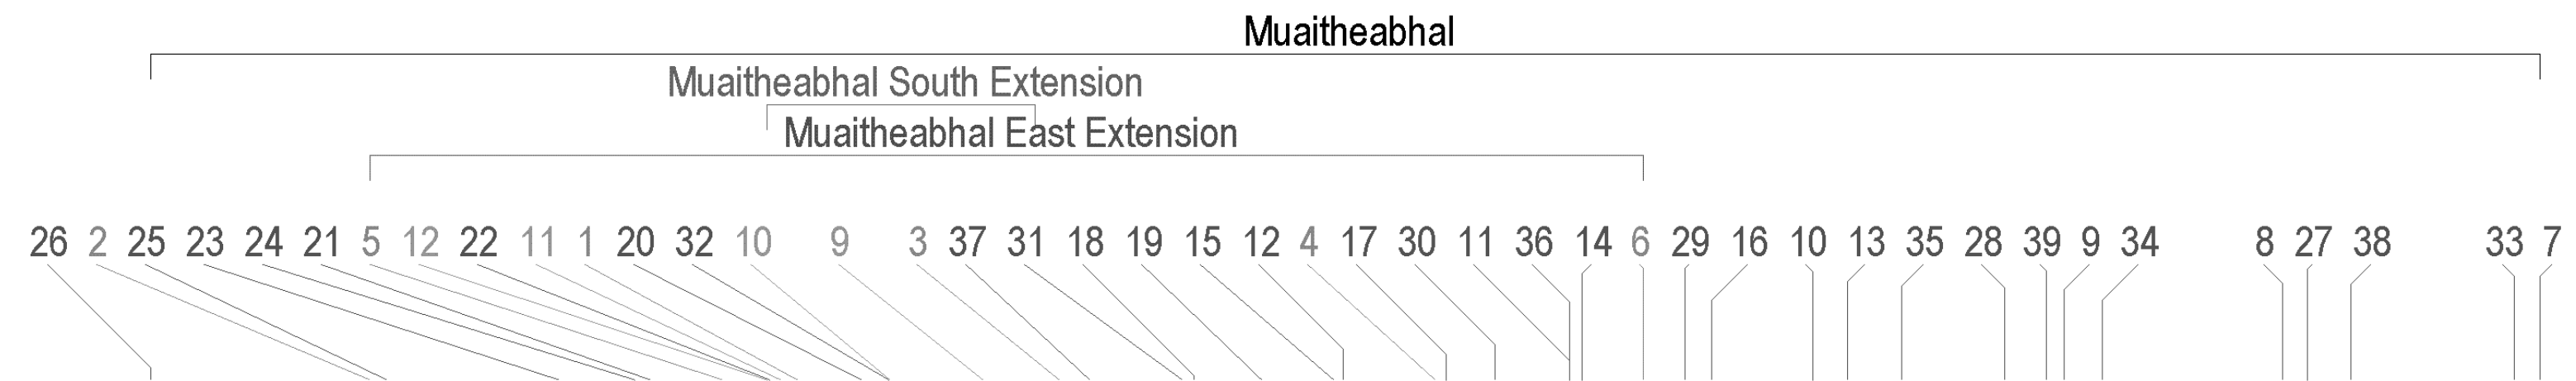 Muaitheabhal
Muaitheabhal South Extension
Muaitheabhal East Extension
26 2 25 23 24 21 5 12 22 11 1 20 32 10 9 3 37 31 18 19 15 12 4 17 30 11 36 14 6 29 16 10 13 35 28 39 9 34 8 27 38 33 7